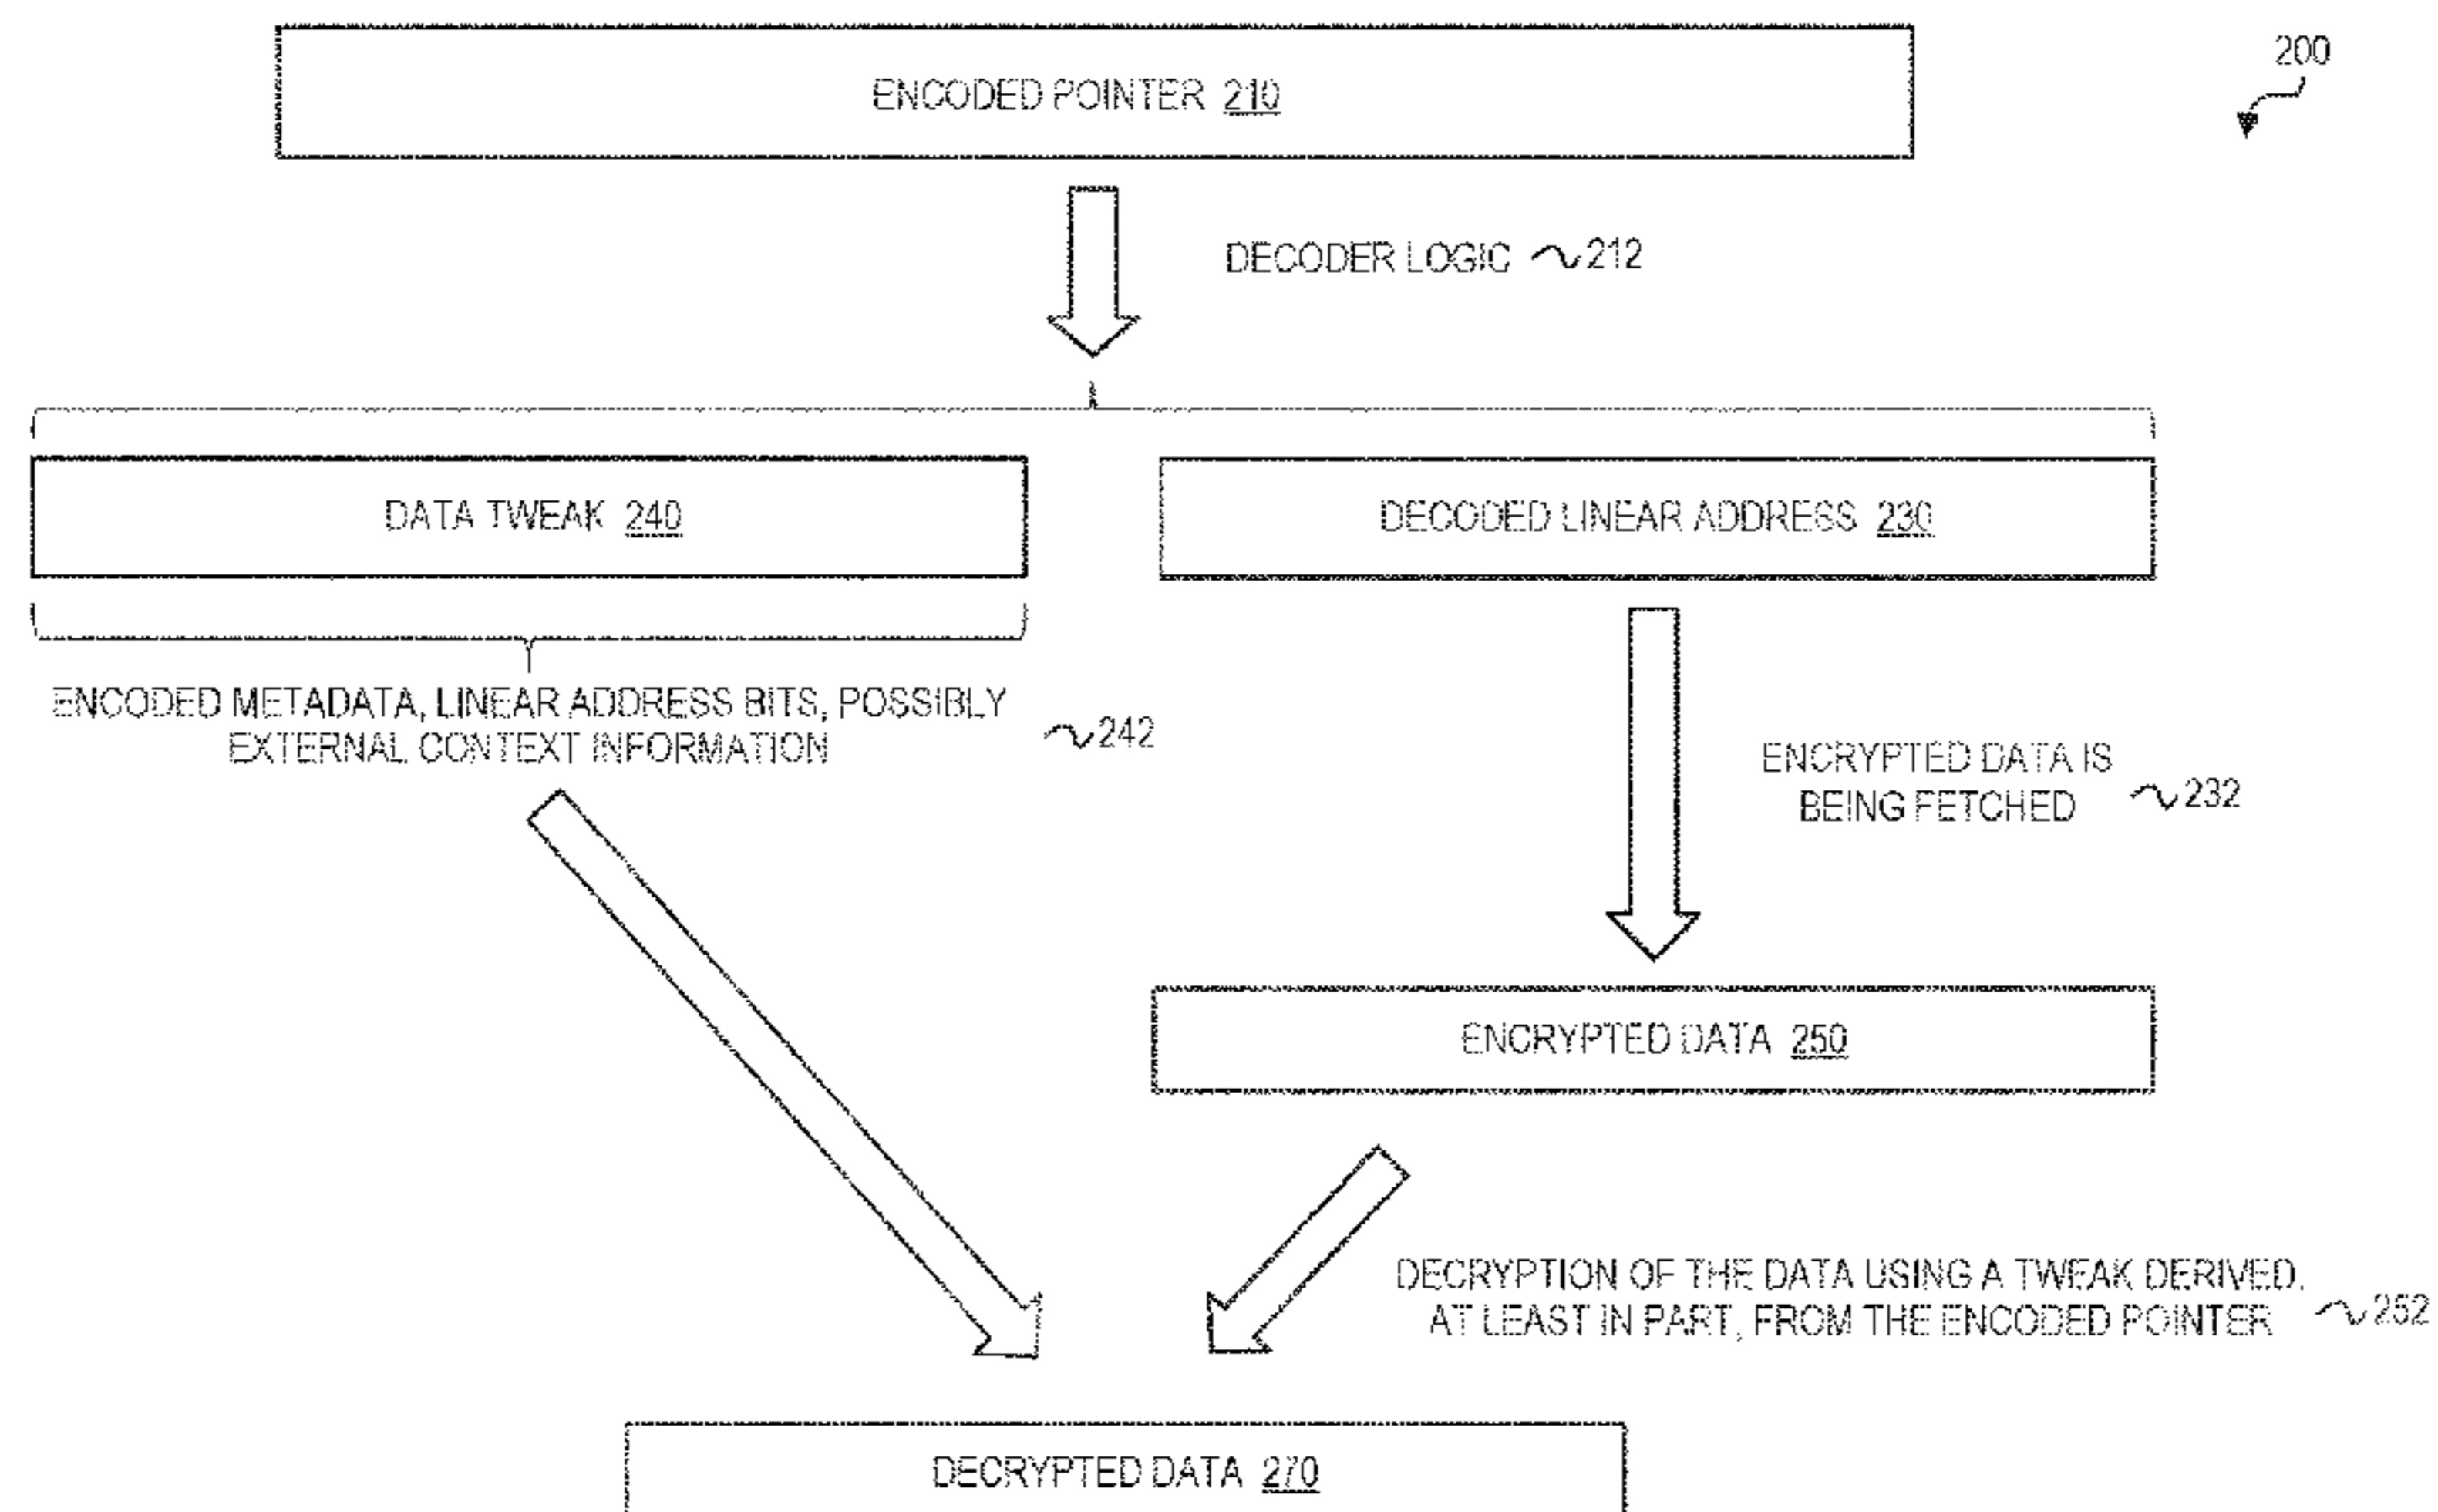 200
ENCODED POINTER 210
DECODER LOGIC 212
DATA TWEAK 240
DECODED LINEAR ADDRESS 230
ENCODED METADATA, LINEAR ADDRESS BITS, POSSIBLY
EXTERNAL CONTEXT INFORMATION
242
ENCRYPTED DATA IS
BEING FETCHED
232
ENCRYPTED DATA 250
DECRYPTION OF THE DATA USING A TWEAK DERIVED,
AT LEAST IN PART, FROM THE ENCODED POINTER
252
DECRYPTED DATA 270